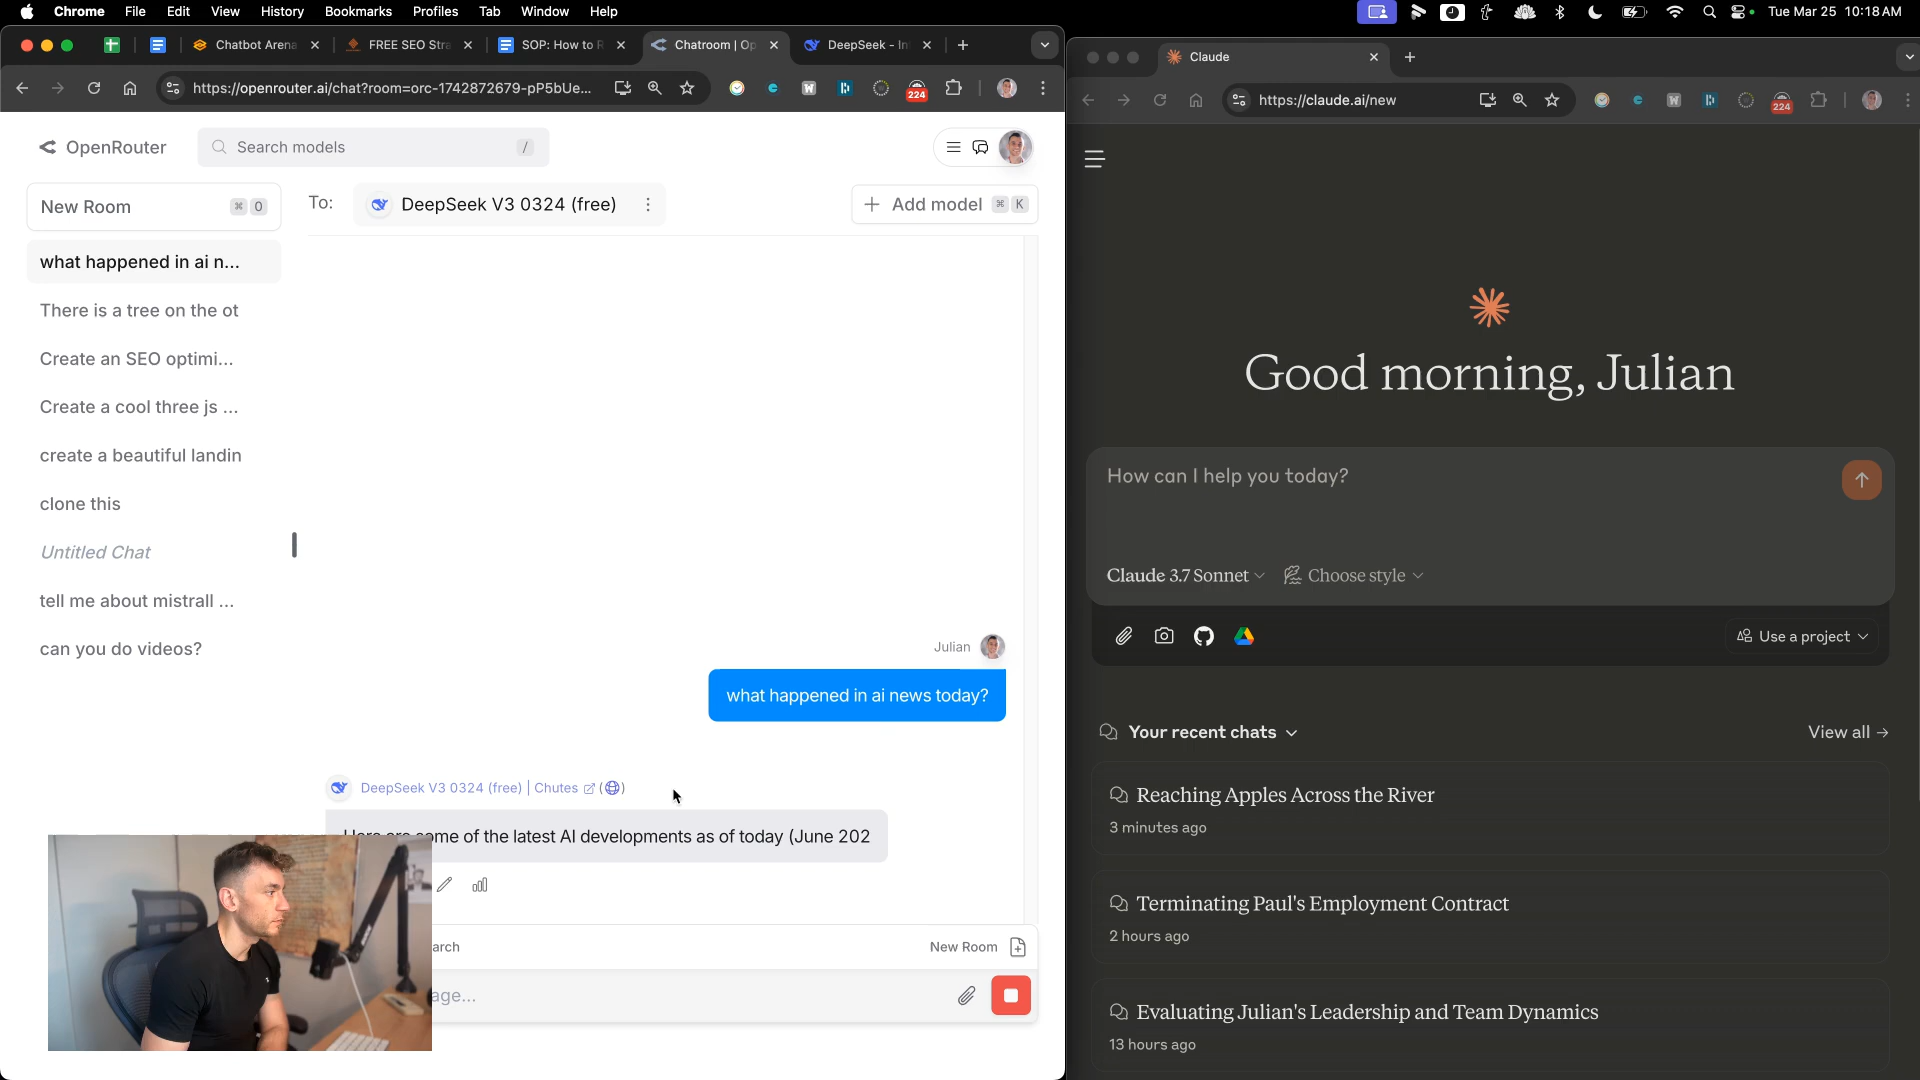 Chrome File Edit View History Bookmarks Profiles Tab Window Help
Tue Mar 25 10:18 AM
Chatbot Arena
FREE SEO Stra
SOP: How to R
Chatroom | Op
DeepSeek - In
https://openrouter.ai/chat?room=orc-1742872679-pP5bUe...
224
OpenRouter
Search models /
New Room ⌘ O
To: DeepSeek V3 0324 (free)
+ Add model ⌘ K
what happened in ai n...
There is a tree on the ot
Create an SEO optimi...
Create a cool three js ...
create a beautiful landin
clone this
Untitled Chat
tell me about mistrall ...
can you do videos?
Julian
what happened in ai news today?
DeepSeek V3 0324 (free) | Chutes
Here are some of the latest AI developments as of today (June 202
arch
New Room
age...
Claude
https://claude.ai/new
224
Good morning, Julian
How can I help you today?
Claude 3.7 Sonnet
Choose style
Use a project
Your recent chats
View all →
Reaching Apples Across the River
3 minutes ago
Terminating Paul's Employment Contract
2 hours ago
Evaluating Julian's Leadership and Team Dynamics
13 hours ago